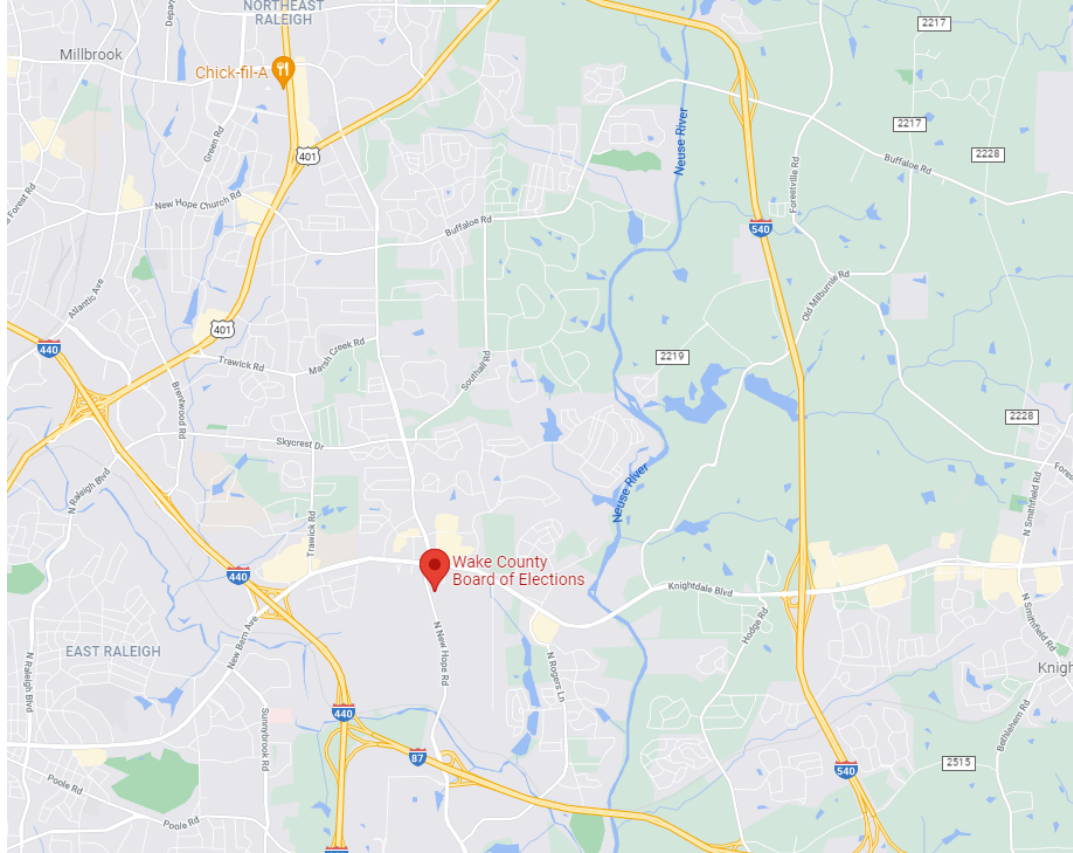 NORTHEAST
RALEIGH
2217
Millbrook
Chick-fil-A
Green Rd
Neuse River
2217
401
2228
Buffaloe Rd
Forestville Rd
New Hope Church Rd
Buffaloe Rd
540
Atlantic Ave
Old Milburnie Rd
401
440
Marsh Creek Rd
Trawick Rd
2219
Southall Rd
Brentwood Rd
2228
Skycrest Dr
N Raleigh Blvd
Neuse River
N Smithfield Rd
Trawick Rd
Wake County
Board of Elections
440
Knightdale Blvd
Hodge Rd
N Smithfield Rd
New Bern Ave
N New Hope Rd
EAST RALEIGH
N Rogers Ln
N Raleigh Blvd
Knigh
Bethlehem Rd
440
Sunnybrook Rd
87
2515
540
Poole Rd
Poole Rd